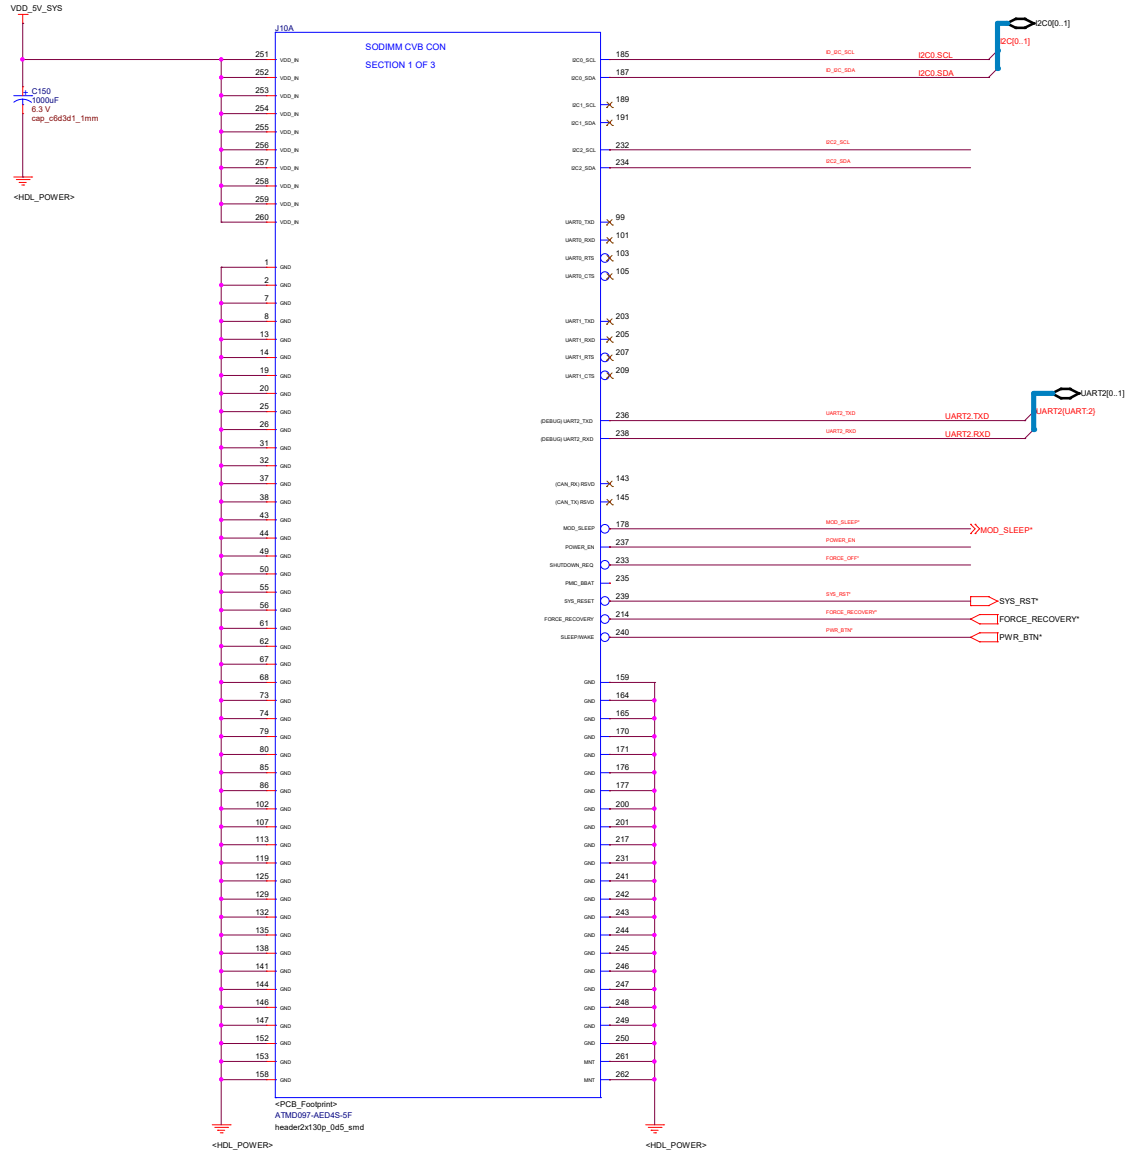 VDD_5V_SYS
C150
1000uF
6.3 V
cap_c6d3d1_1mm
<HDL_POWER>
J10A
SODIMM CVB CON
SECTION 1 OF 3
251 VDD_IN
252 VDD_IN
253 VDD_IN
254 VDD_IN
255 VDD_IN
256 VDD_IN
257 VDD_IN
258 VDD_IN
259 VDD_IN
260 VDD_IN
1 GND
2 GND
7 GND
8 GND
13 GND
14 GND
19 GND
20 GND
25 GND
26 GND
31 GND
32 GND
37 GND
38 GND
43 GND
44 GND
49 GND
50 GND
55 GND
56 GND
61 GND
62 GND
67 GND
68 GND
73 GND
74 GND
79 GND
80 GND
85 GND
86 GND
102 GND
107 GND
113 GND
119 GND
125 GND
129 GND
132 GND
135 GND
138 GND
141 GND
144 GND
146 GND
147 GND
152 GND
153 GND
158 GND
<HDL_POWER>
I2C0_SCL 185 ID_I2C_SCL I2C0.SCL
I2C0_SDA 187 ID_I2C_SDA I2C0.SDA
I2C0[0..1]
I2C[0..1]
I2C1_SCL 189
I2C1_SDA 191
I2C2_SCL 232 I2C2_SCL
I2C2_SDA 234 I2C2_SDA
UART0_TXD 99
UART0_RXD 101
UART0_RTS 103
UART0_CTS 105
UART1_TXD 203
UART1_RXD 205
UART1_RTS 207
UART1_CTS 209
UART2[0..1]
UART2{UART:2}
(DEBUG) UART2_TXD 236 UART2_TXD UART2.TXD
(DEBUG) UART2_RXD 238 UART2_RXD UART2.RXD
(CAN_RX) RSVD 143
(CAN_TX) RSVD 145
MOD_SLEEP 178 MOD_SLEEP* MOD_SLEEP*
POWER_EN 237 POWER_EN
SHUTDOWN_REQ 233 FORCE_OFF*
PMIC_BBAT 235
SYS_RESET 239 SYS_RST* SYS_RST*
FORCE_RECOVERY 214 FORCE_RECOVERY* FORCE_RECOVERY*
SLEEP/WAKE 240 PWR_BTN* PWR_BTN*
GND 159
GND 164
GND 165
GND 170
GND 171
GND 176
GND 177
GND 200
GND 201
GND 217
GND 231
GND 241
GND 242
GND 243
GND 244
GND 245
GND 246
GND 247
GND 248
GND 249
GND 250
MNT 261
MNT 262
<HDL_POWER>
<PCB_Footprint>
ATMD097-AED4S-5F
header2x130p_0d5_smd